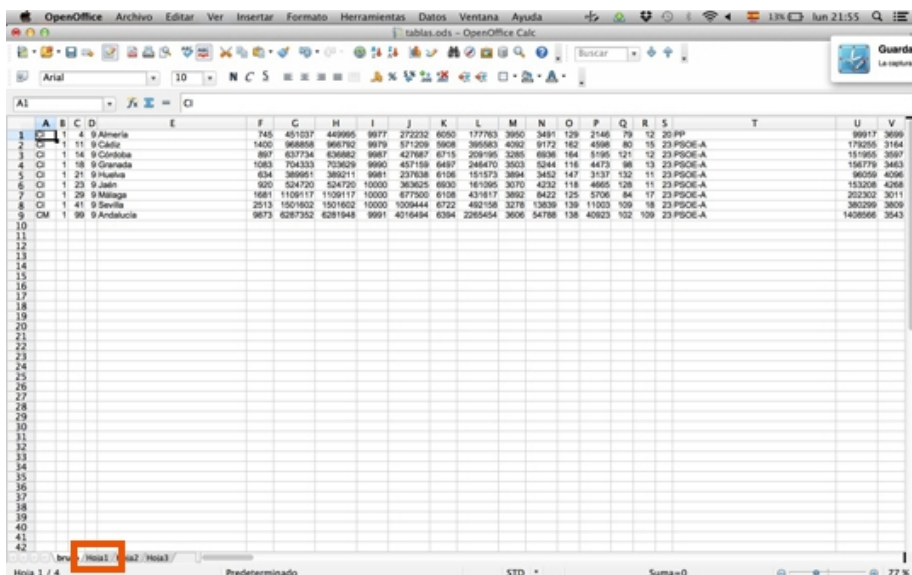 OpenOffice Archivo Editar Ver Insertar Formato Herramientas Datos Ventana Ayuda 13% lun 21:55
tablas.ods - OpenOffice Calc
Buscar
Guarda
La captura
Arial 10 N C S
A1 CI
A B C D E F G H I J K L M N O P Q R S T U V
1 CI 1 4 9 Almería 745 451037 449995 9977 272232 6050 177763 3950 3491 129 2146 79 12 20 PP 99917 3699
2 CI 1 11 9 Cádiz 1400 968858 966792 9979 571209 5908 395583 4092 9172 162 4598 80 15 23 PSOE-A 179255 3164
3 CI 1 14 9 Córdoba 897 637734 636882 9987 427687 6715 209195 3285 6936 164 5195 121 12 23 PSOE-A 151955 3597
4 CI 1 18 9 Granada 1083 704333 703629 9990 457159 6497 246470 3503 5244 116 4473 98 13 23 PSOE-A 156779 3463
5 CI 1 21 9 Huelva 634 389951 389211 9981 237638 6106 151573 3894 3452 147 3137 132 11 23 PSOE-A 96059 4096
6 CI 1 23 9 Jaén 920 524720 524720 10000 363625 6930 161095 3070 4232 118 4665 128 11 23 PSOE-A 153208 4268
7 CI 1 29 9 Málaga 1681 1109117 1109117 10000 677500 6108 431617 3892 8422 125 5706 84 17 23 PSOE-A 202302 3011
8 CI 1 41 9 Sevilla 2513 1501602 1501602 10000 1009444 6722 492158 3278 13839 139 11003 109 18 23 PSOE-A 380299 3809
9 CM 1 99 9 Andalucía 9873 6287352 6281948 9991 4016494 6394 2265454 3606 54788 138 40923 102 109 23 PSOE-A 1408566 3543
10
11
12
13
14
15
16
17
18
19
20
21
22
23
24
25
26
27
28
29
30
31
32
33
34
35
36
37
38
39
40
41
42
Hoja1 Hoja2 Hoja3
Hoja 1 / 4 Predeterminado STD * Suma=0 77 %